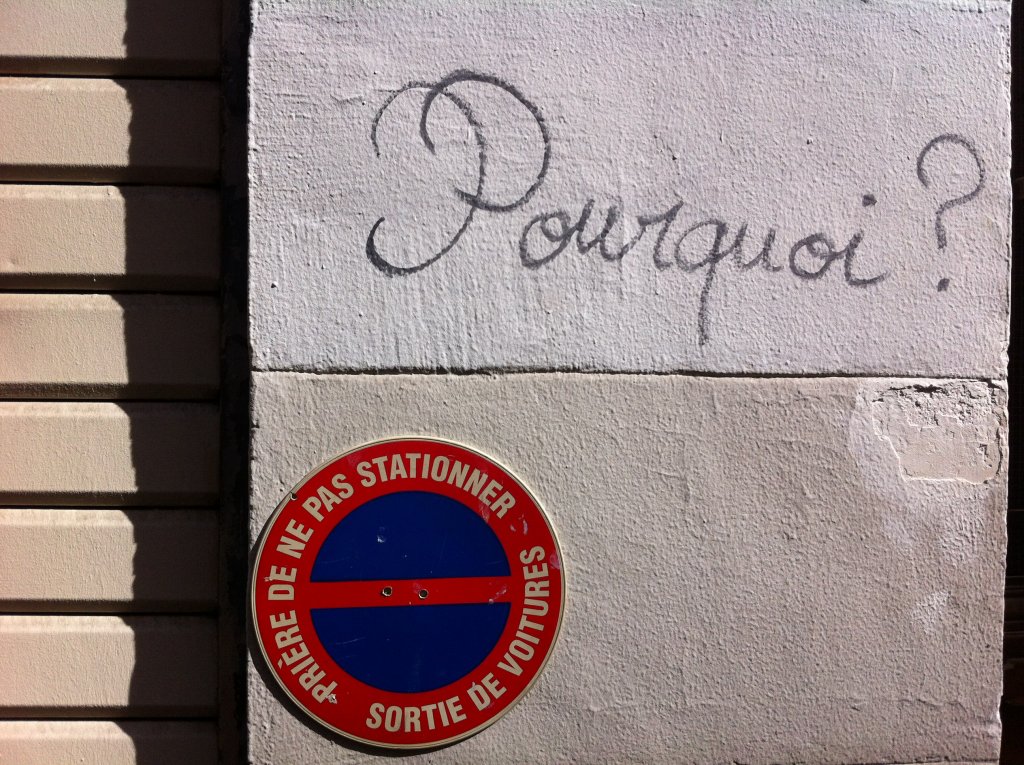 Pourquoi ?
PRIÈRE DE NE PAS STATIONNER
SORTIE DE VOITURES